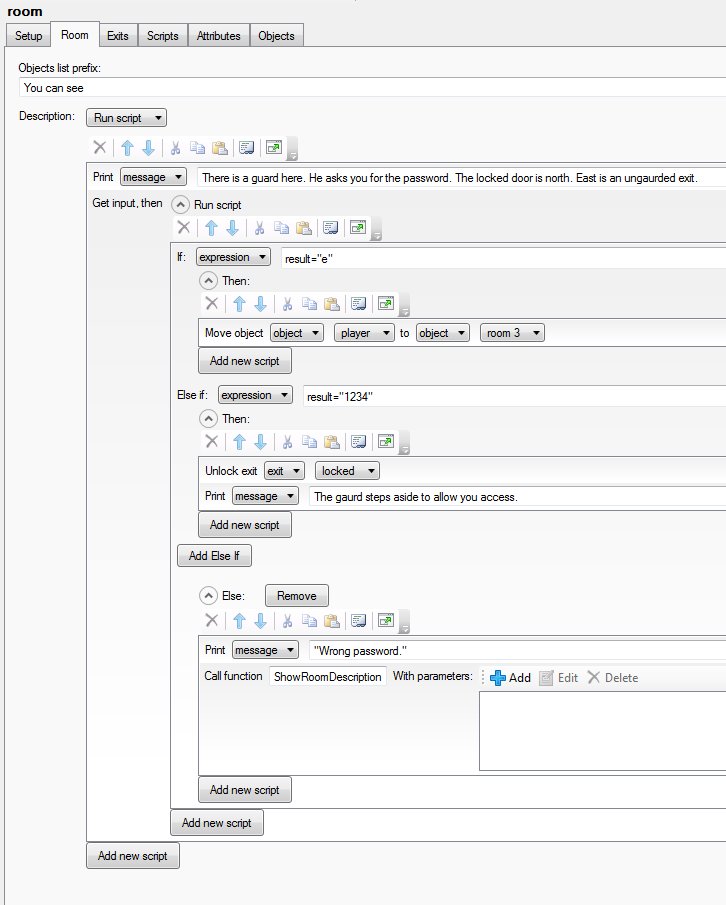 room
Setup Room Exits Scripts Attributes Objects
Objects list prefix:
You can see
Description: Run script
Print message There is a guard here. He asks you for the password. The locked door is north. East is an ungaurded exit.
Get input, then Run script
If: expression result="e"
Then:
Move object object player to object room 3
Add new script
Else if: expression result="1234"
Then:
Unlock exit exit locked
Print message The gaurd steps aside to allow you access.
Add new script
Add Else If
Else: Remove
Print message "Wrong password."
Call function ShowRoomDescription With parameters: Add Edit Delete
Add new script
Add new script
Add new script